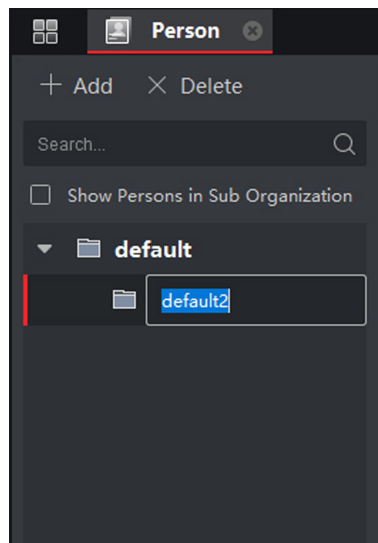 Person
Add Delete
Search...
Show Persons in Sub Organization
default
default2